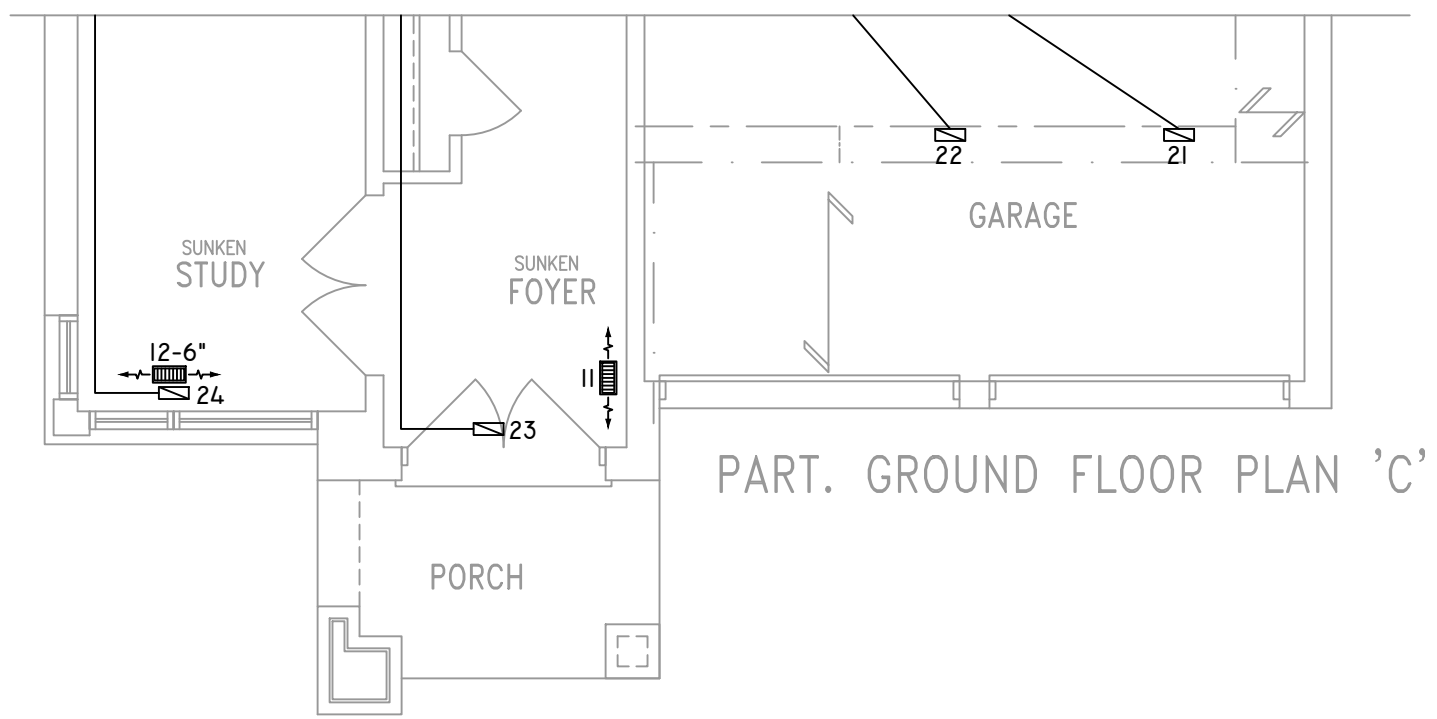 22
21
GARAGE
SUNKEN
STUDY
SUNKEN
FOYER
12-6"
24
11
23
PART. GROUND FLOOR PLAN 'C'
PORCH